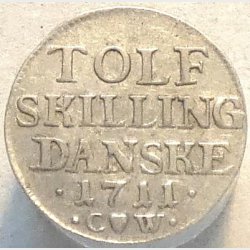 TOLF
SKILLING
DANSKE
·1711·
·C♥W·